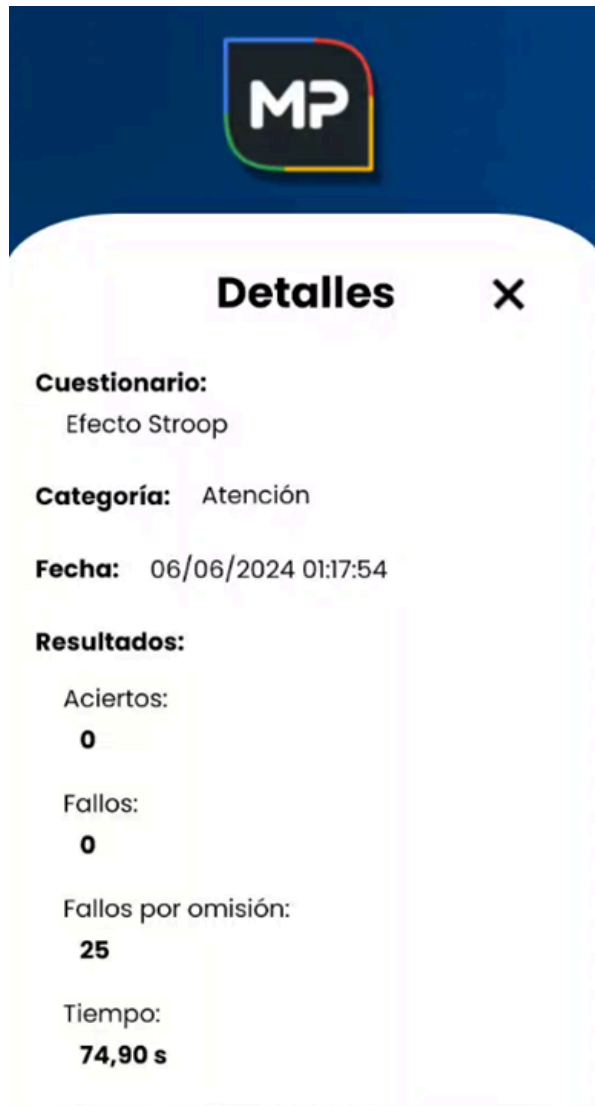 MP
Detalles ×
Cuestionario:
Efecto Stroop
Categoría: Atención
Fecha: 06/06/2024 01:17:54
Resultados:
Aciertos:
0
Fallos:
0
Fallos por omisión:
25
Tiempo:
74,90 s